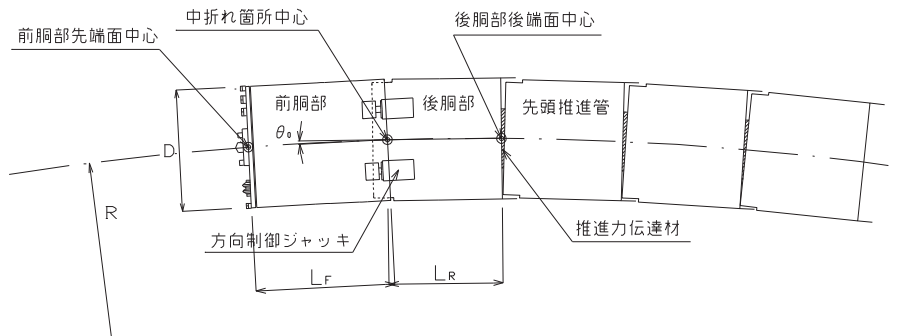 中折れ箇所中心
後胴部後端面中心
前胴部先端面中心
前胴部
後胴部
先頭推進管
θ₀
D
R
方向制御ジャッキ
推進力伝達材
LF
LR